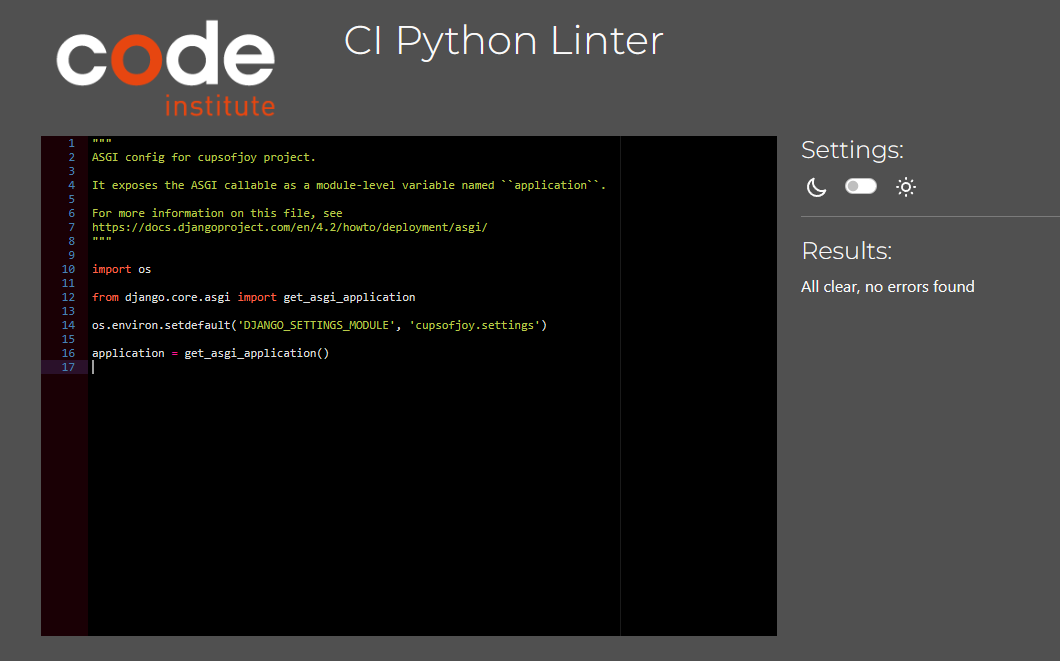 code
institute
CI Python Linter
1 """
2 ASGI config for cupsofjoy project.
3
4 It exposes the ASGI callable as a module-level variable named ``application``.
5
6 For more information on this file, see
7 https://docs.djangoproject.com/en/4.2/howto/deployment/asgi/
8 """
9
10 import os
11
12 from django.core.asgi import get_asgi_application
13
14 os.environ.setdefault('DJANGO_SETTINGS_MODULE', 'cupsofjoy.settings')
15
16 application = get_asgi_application()
17
Settings:
Results:
All clear, no errors found